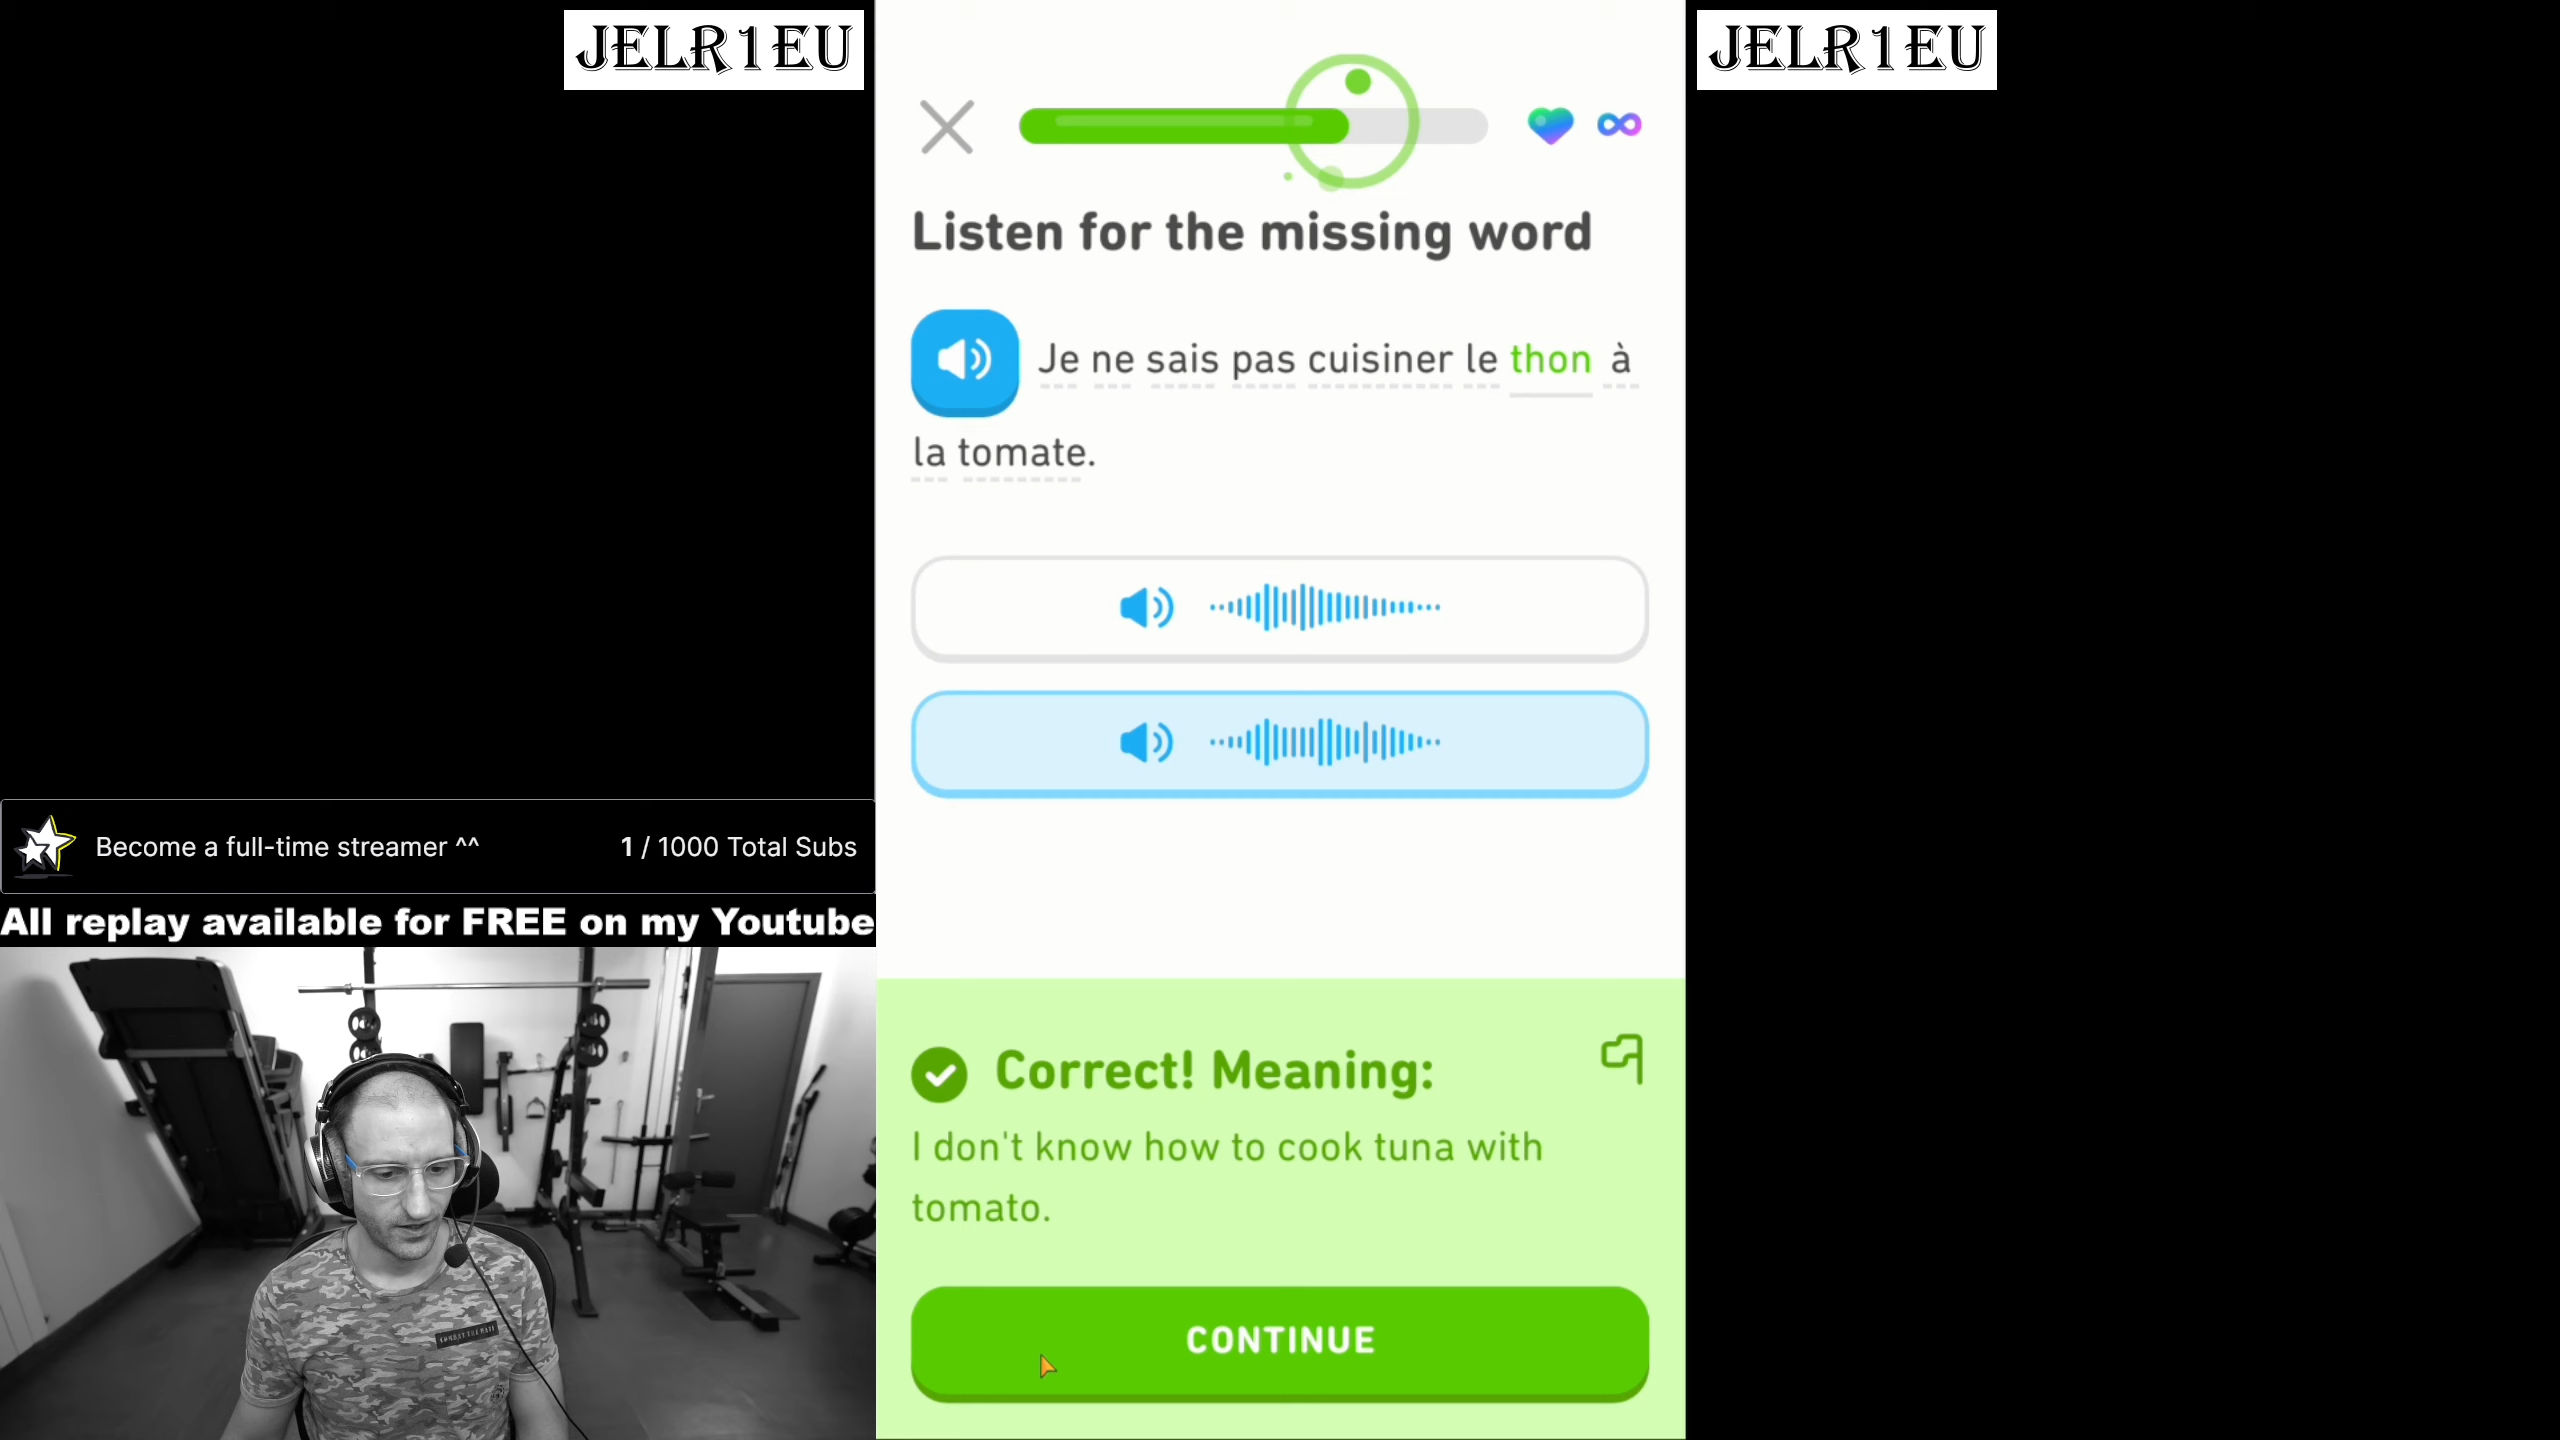 JELR1EU
JELR1EU
Listen for the missing word
Je ne sais pas cuisiner le thon à
la tomate.
Become a full-time streamer ^^ 1 / 1000 Total Subs
All replay available for FREE on my Youtube
Correct! Meaning:
I don't know how to cook tuna with
tomato.
CONTINUE